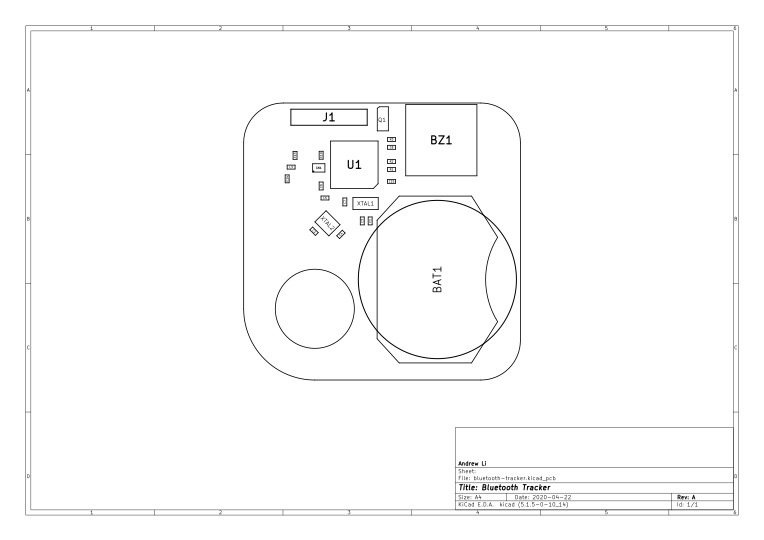 1 2 3 4 5 6
A A
J1
Q1
BZ1
U1
B B
XTAL1
XTAL2
BAT1
C C
Andrew Li
Sheet:
File: bluetooth-tracker.kicad_pcb
D D
Title: Bluetooth Tracker
Size: A4 Date: 2020-04-22 Rev: A
KiCad E.D.A. kicad (5.1.5-0-10_14) Id: 1/1
1 2 3 4 5 6